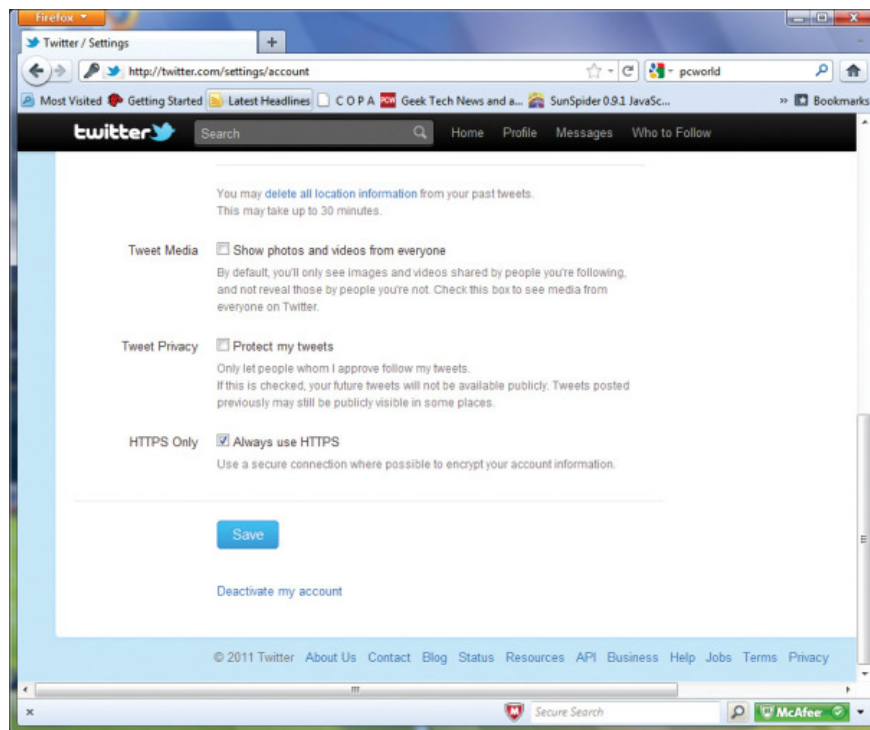 Firefox
Twitter / Settings
http://twitter.com/settings/account
pcworld
Most Visited Getting Started Latest Headlines C O P A PCW Geek Tech News and a... SunSpider 0.9.1 JavaSc... » Bookmarks
twitter Search Home Profile Messages Who to Follow
You may delete all location information from your past tweets.
This may take up to 30 minutes.
Tweet Media Show photos and videos from everyone
By default, you'll only see images and videos shared by people you're following,
and not reveal those by people you're not. Check this box to see media from
everyone on Twitter.
Tweet Privacy Protect my tweets
Only let people whom I approve follow my tweets.
If this is checked, your future tweets will not be available publicly. Tweets posted
previously may still be publicly visible in some places.
HTTPS Only Always use HTTPS
Use a secure connection where possible to encrypt your account information.
Save
Deactivate my account
© 2011 Twitter About Us Contact Blog Status Resources API Business Help Jobs Terms Privacy
Secure Search McAfee